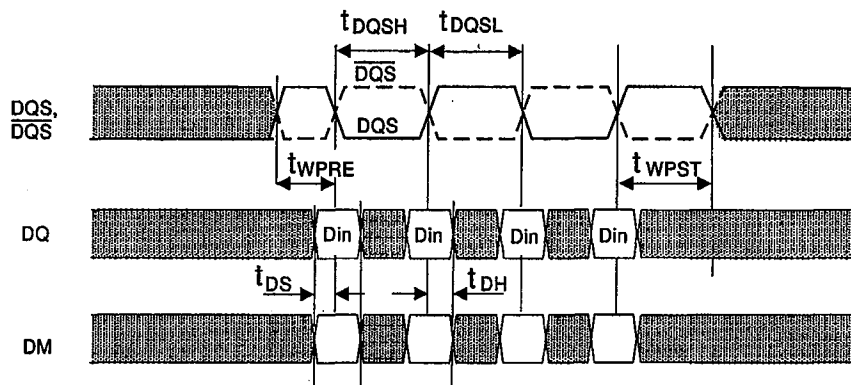 tDQSH tDQSL
DQS
DQS,
DQS
DQS
tWPRE
tWPST
DQ
Din
Din
Din
Din
tDS
tDH
DM